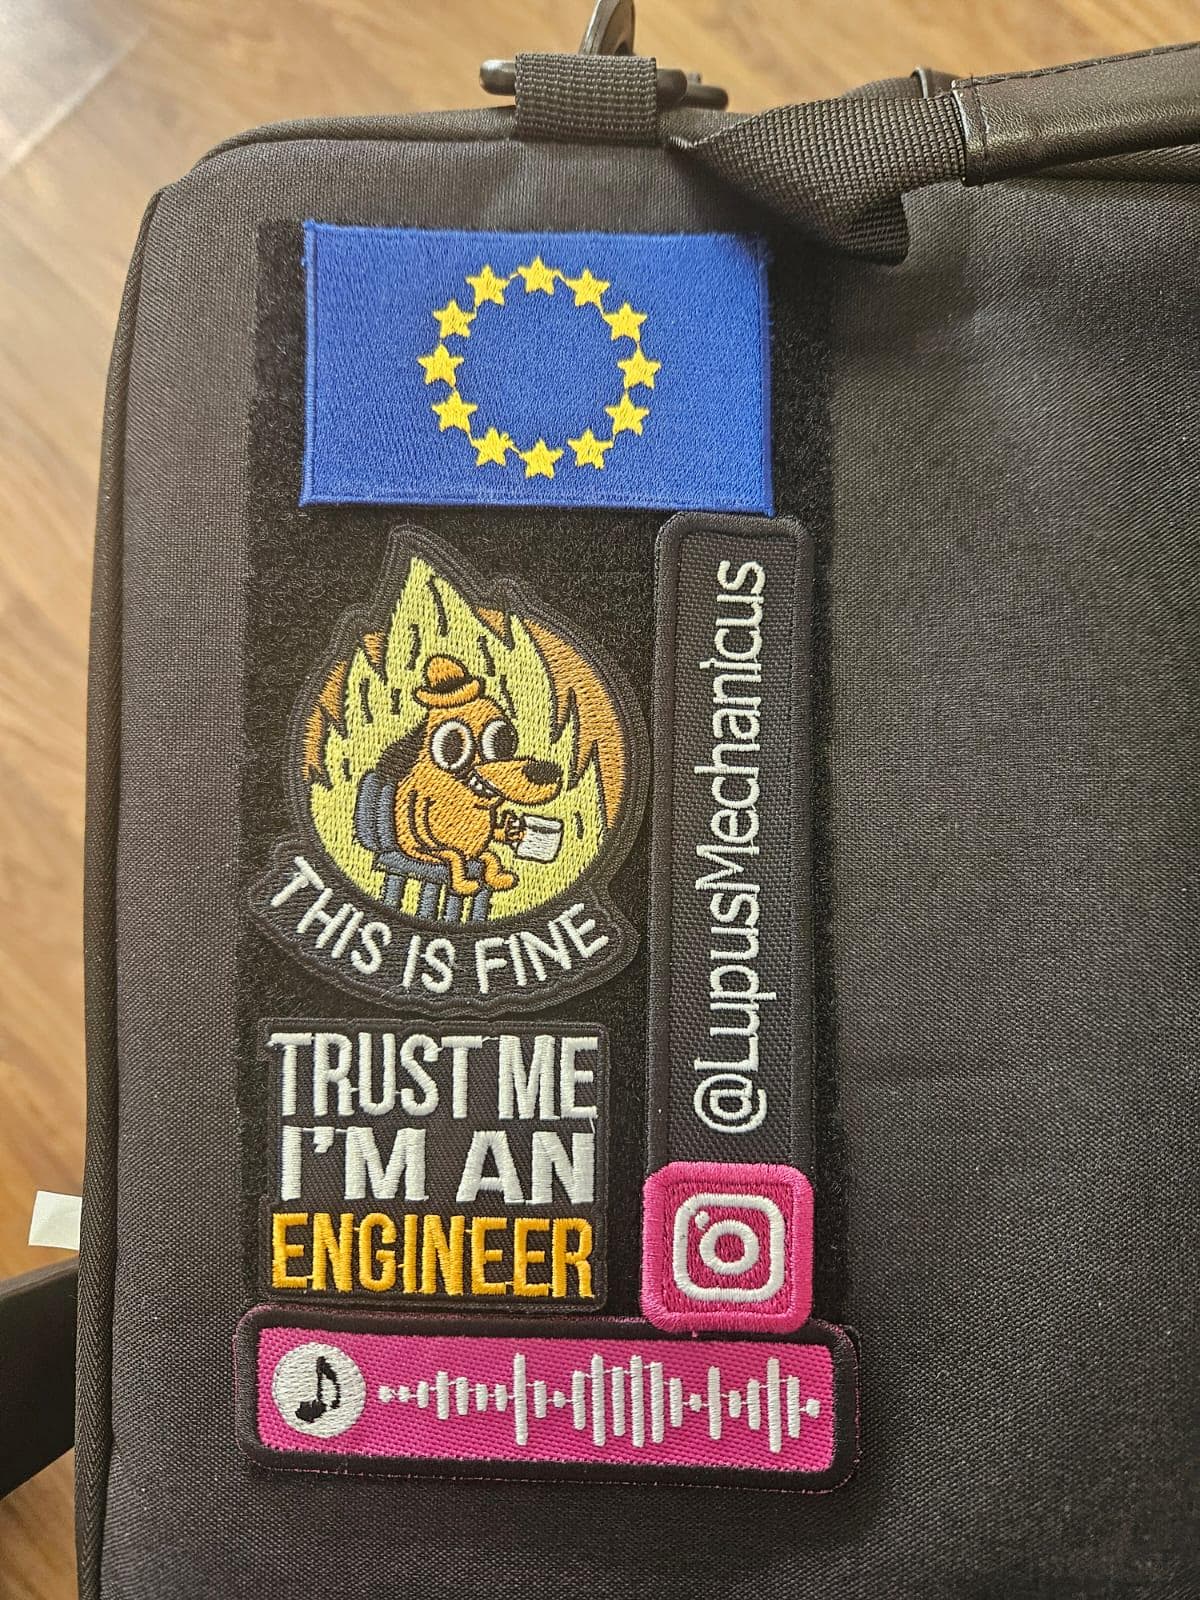 THIS IS FINE
@LupusMechanicus
TRUST ME
I'M AN
ENGINEER